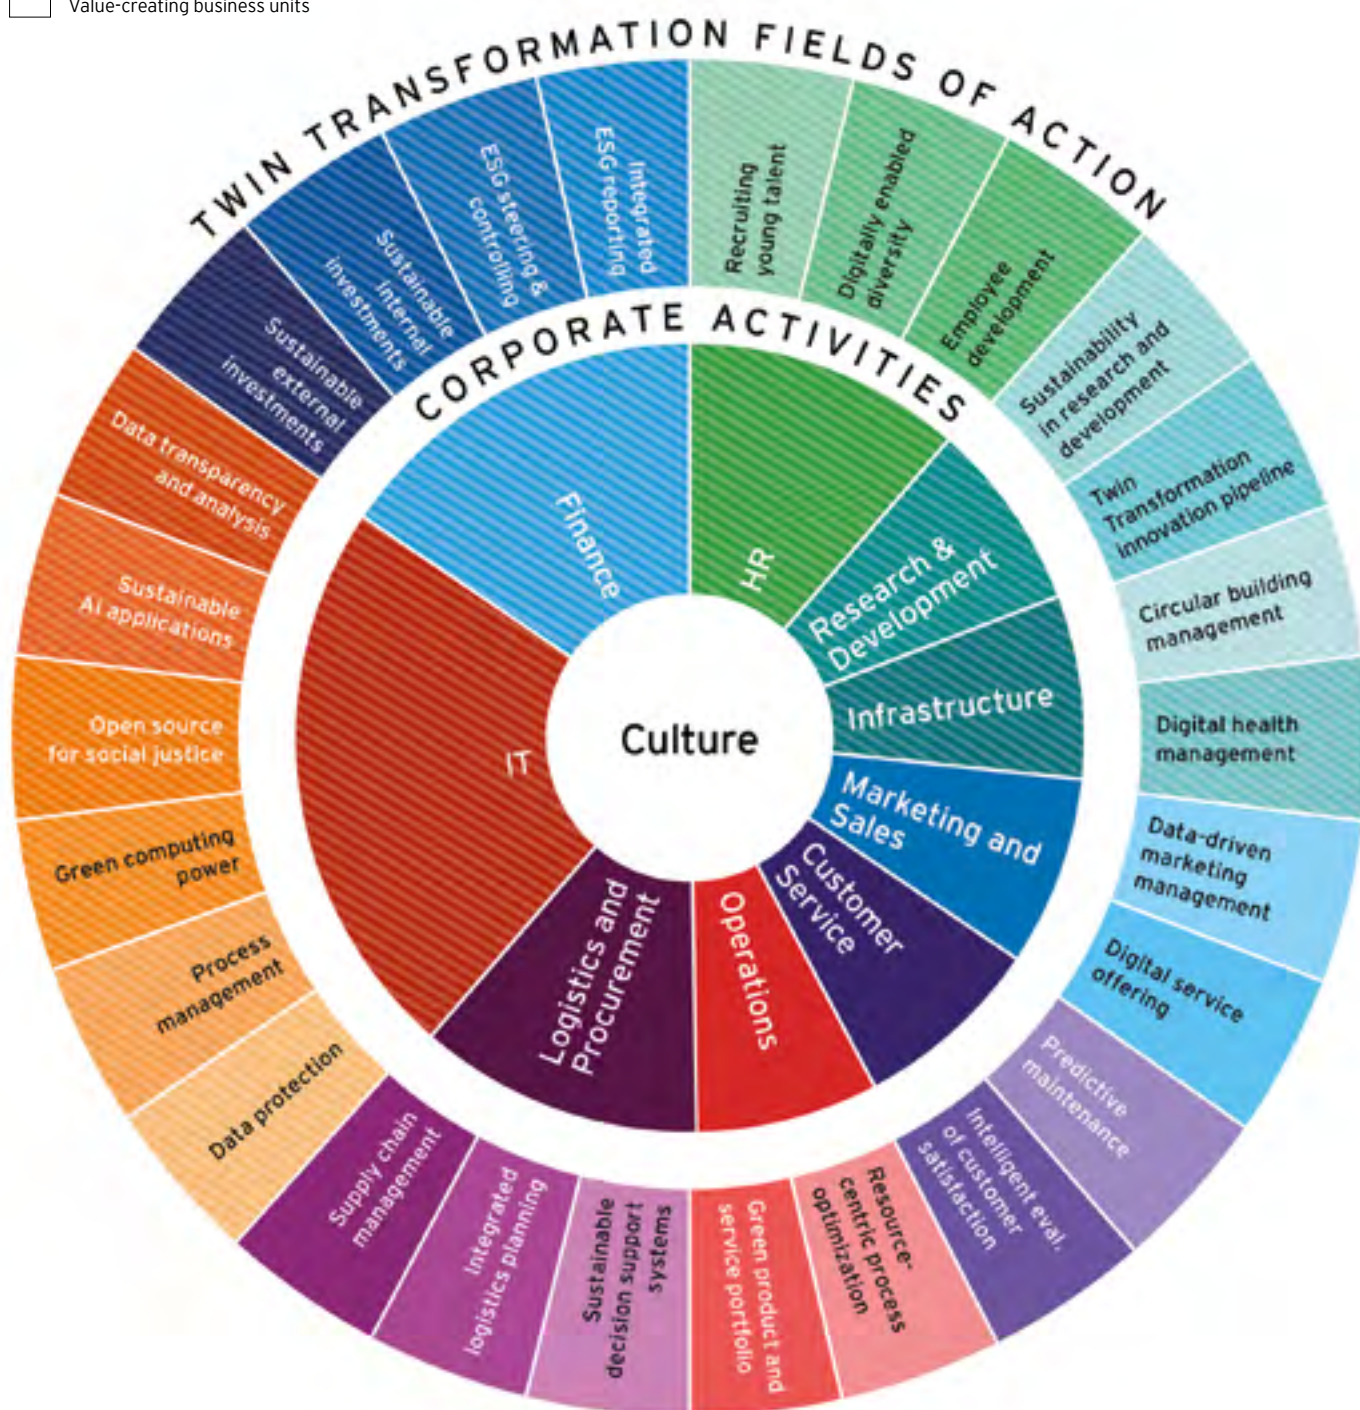 Value-creating business units
TWIN TRANSFORMATION FIELDS OF ACTION
CORPORATE ACTIVITIES
Culture
HR
Research &
Development
Infrastructure
Marketing and
Sales
Customer
Service
Operations
Logistics and
Procurement
IT
Finance
Recruiting
young talent
Digitally enabled
diversity
Employee
development
Sustainability
in research and
development
Twin
Transformation
innovation pipeline
Circular building
management
Digital health
management
Data-driven
marketing
management
Digital service
offering
Predictive
maintenance
Intelligent eval.
of customer
satisfaction
Resource-
centric process
optimization
Green product and
service portfolio
Sustainable
decision support
systems
Integrated
logistics planning
Supply chain
management
Data protection
Process
management
Green computing
power
Open source
for social justice
Sustainable
AI applications
Data transparency
and analysis
Sustainable
external
investments
Sustainable
internal
investments
ESG steering &
controlling
Integrated
ESG reporting